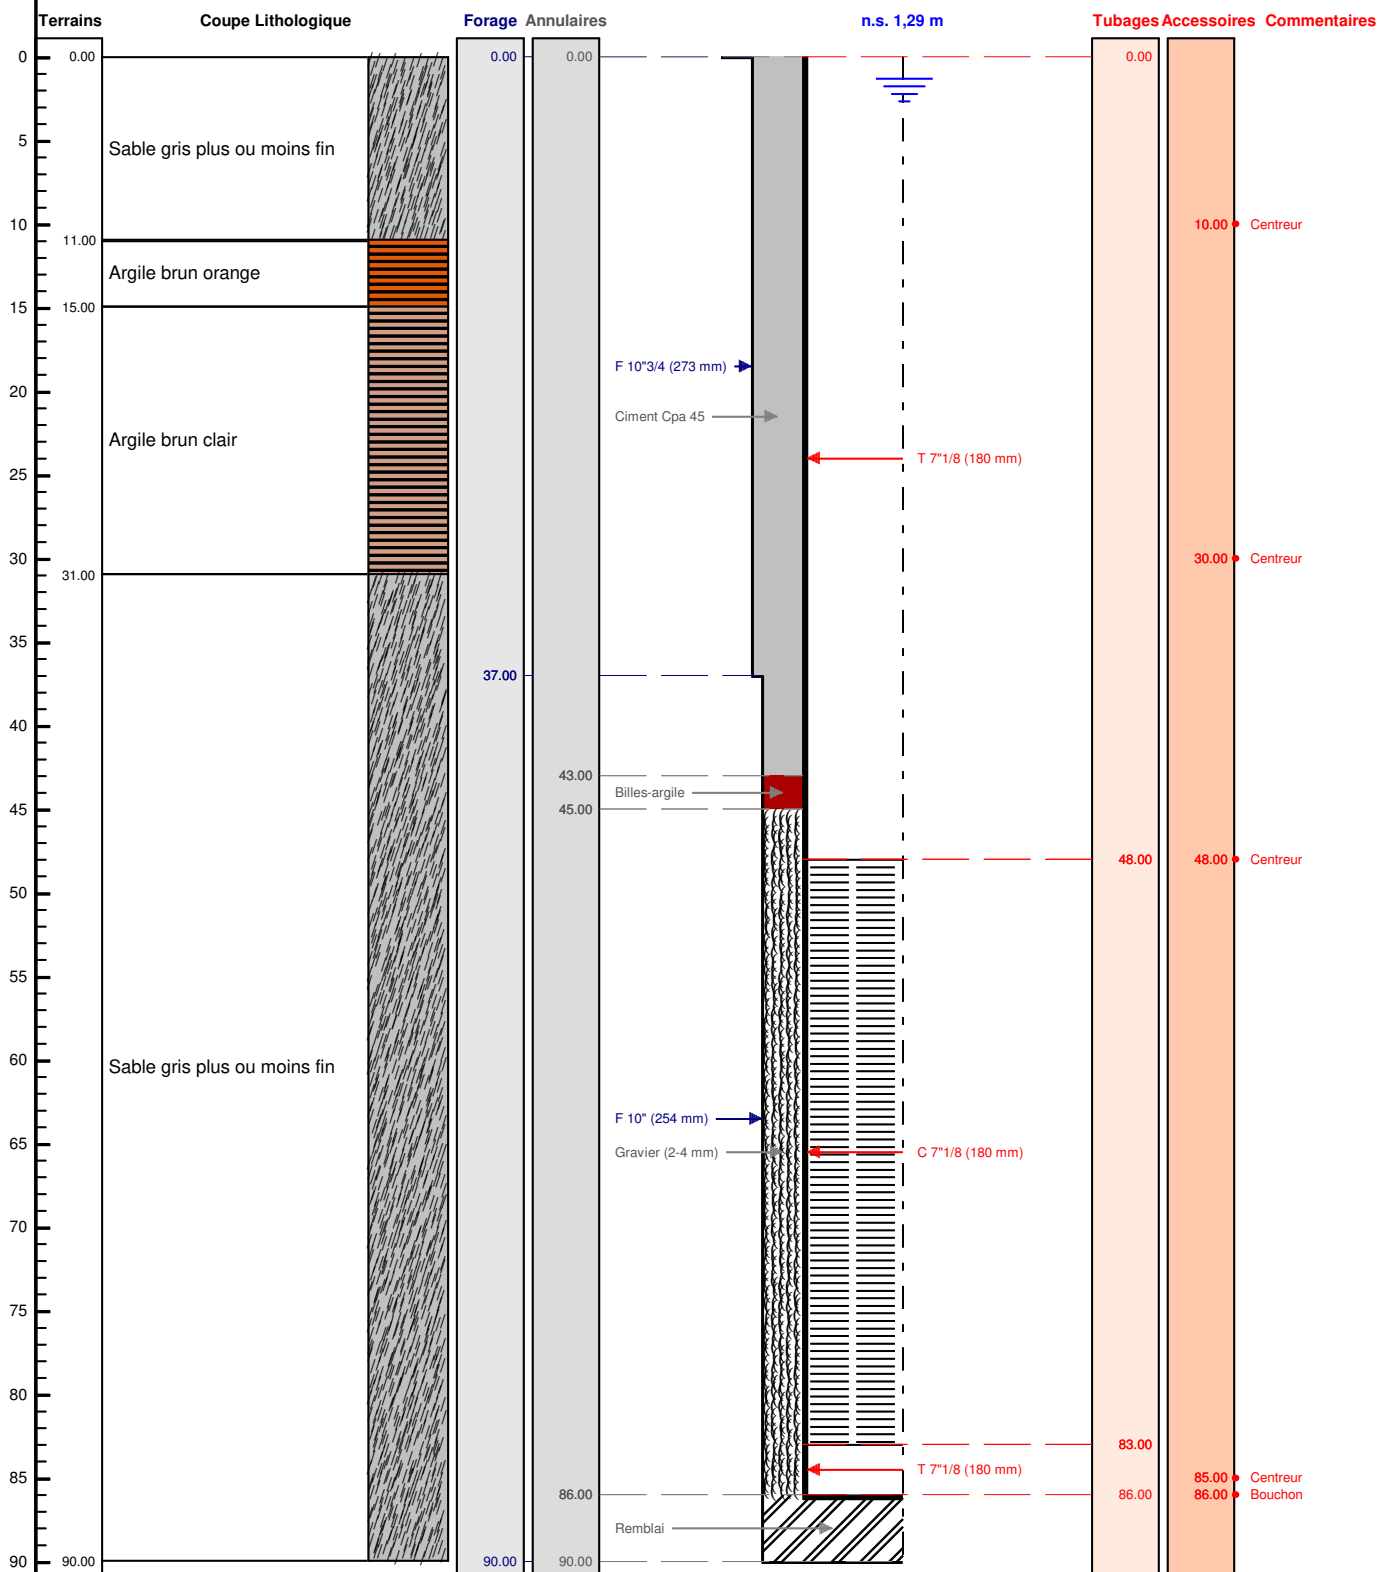 Terrains Coupe Lithologique Forage Annulaires n.s. 1,29 m Tubages Accessoires Commentaires
0 0.00 0.00 0.00 0.00
5 Sable gris plus ou moins fin
10 10.00 Centreur
11.00
Argile brun orange
15 15.00
F 10"3/4 (273 mm)
20
Ciment Cpa 45
Argile brun clair
T 7"1/8 (180 mm)
25
30 30.00 Centreur
31.00
35
37.00
40
43.00
Billes-argile
45 45.00
48.00 48.00 Centreur
50
55
60
Sable gris plus ou moins fin
F 10" (254 mm)
65 Gravier (2-4 mm) C 7"1/8 (180 mm)
70
75
80
83.00
T 7"1/8 (180 mm)
85 85.00 Centreur
86.00 86.00 86.00 Bouchon
Remblai
90 90.00 90.00 90.00